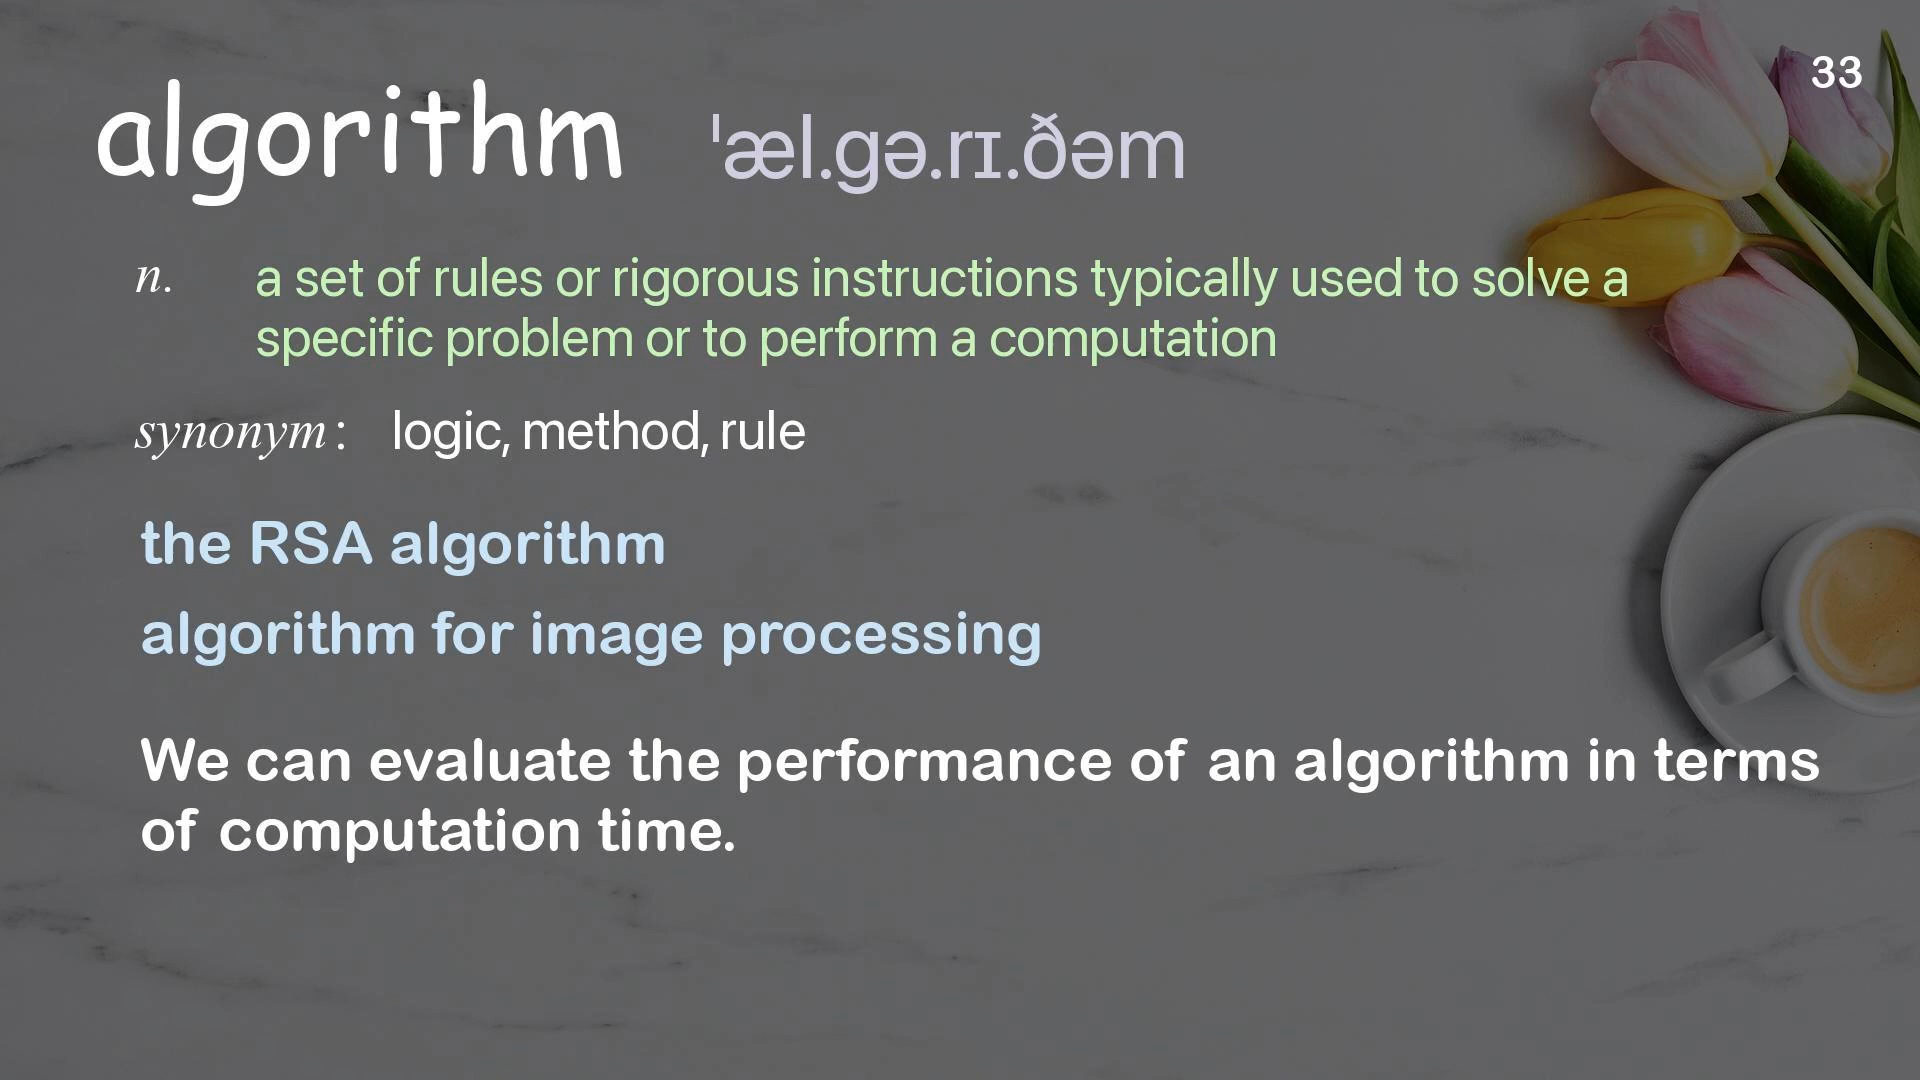 33
algorithm ˈæl.gə.rɪ.ðəm
n. a set of rules or rigorous instructions typically used to solve a
specific problem or to perform a computation
synonym: logic, method, rule
the RSA algorithm
algorithm for image processing
We can evaluate the performance of an algorithm in terms
of computation time.